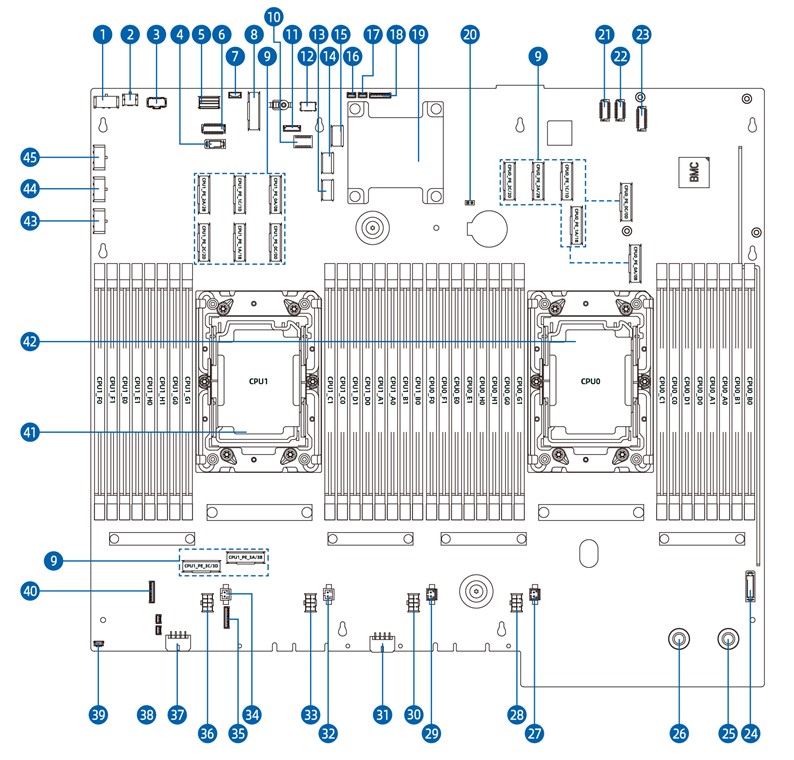 1
2
3
4
5
6
7
8
9
10
11
12
13
14
15
16
17
18
19
20
9
21
22
23
45
44
43
CPU1_PE_2A/2B
CPU1_PE_1C/1D
CPU1_PE_0A/0B
CPU1_PE_2C/2D
CPU1_PE_1A/1B
CPU1_PE_0C/0D
CPU0_PE_2C/2D
CPU0_PE_2A/2B
CPU0_PE_1C/1D
CPU0_PE_1A/1B
CPU0_PE_0C/0D
CPU0_PE_0A/0B
BMC
42
41
CPU1_F0
CPU1_F1
CPU1_E0
CPU1_E1
CPU1_H0
CPU1_H1
CPU1_G0
CPU1_G1
CPU1
CPU1_C1
CPU1_C0
CPU1_D1
CPU1_D0
CPU1_A1
CPU1_A0
CPU1_B1
CPU1_B0
CPU0_F0
CPU0_F1
CPU0_E0
CPU0_E1
CPU0_H0
CPU0_H1
CPU0_G0
CPU0_G1
CPU0
CPU0_C1
CPU0_C0
CPU0_D1
CPU0_D0
CPU0_A1
CPU0_A0
CPU0_B1
CPU0_B0
9
CPU1_PE_3C/3D
CPU1_PE_3A/3B
40
39
38
37
36
35
34
33
32
31
30
29
28
27
26
25
24